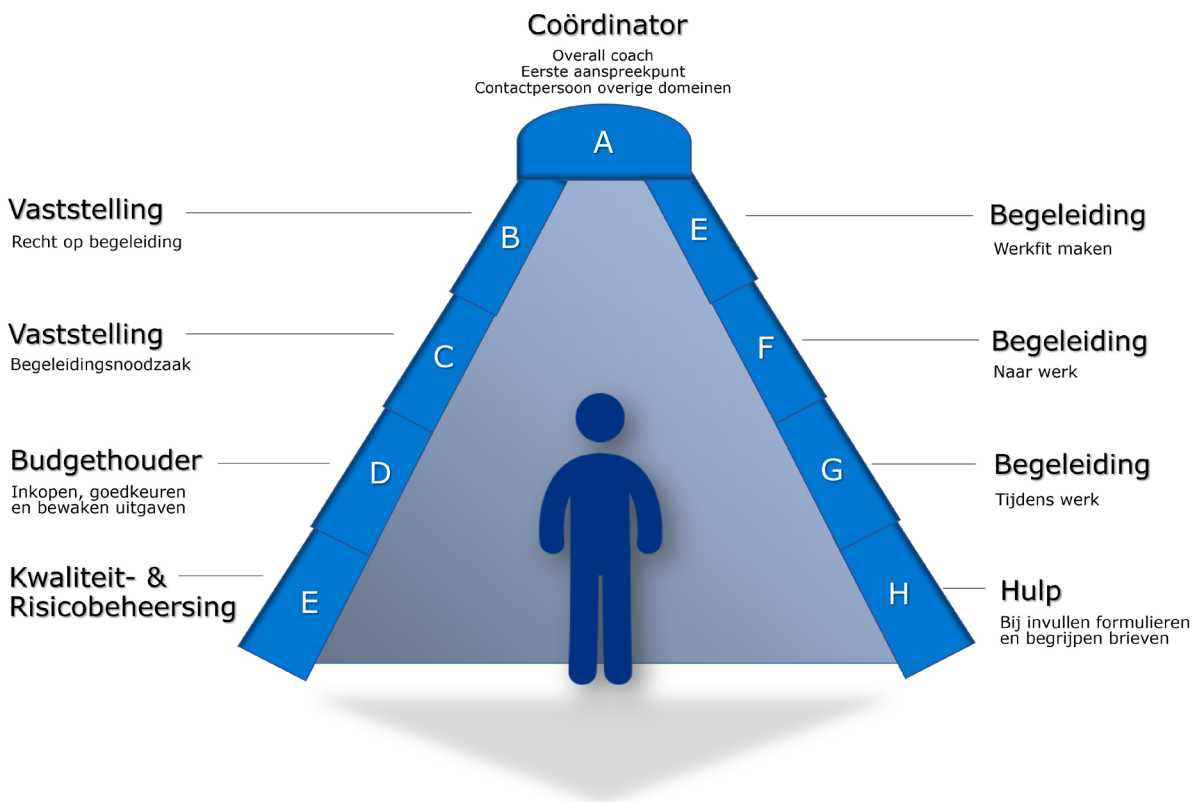 Coördinator
Overall coach
Eerste aanspreekpunt
Contactpersoon overige domeinen
A
Vaststelling
Recht op begeleiding
B
Vaststelling
Begeleidingsnoodzaak
C
Budgethouder
Inkopen, goedkeuren
en bewaken uitgaven
D
Kwaliteit- &
Risicobeheersing
E
E
Begeleiding
Werkfit maken
F
Begeleiding
Naar werk
G
Begeleiding
Tijdens werk
H
Hulp
Bij invullen formulieren
en begrijpen brieven